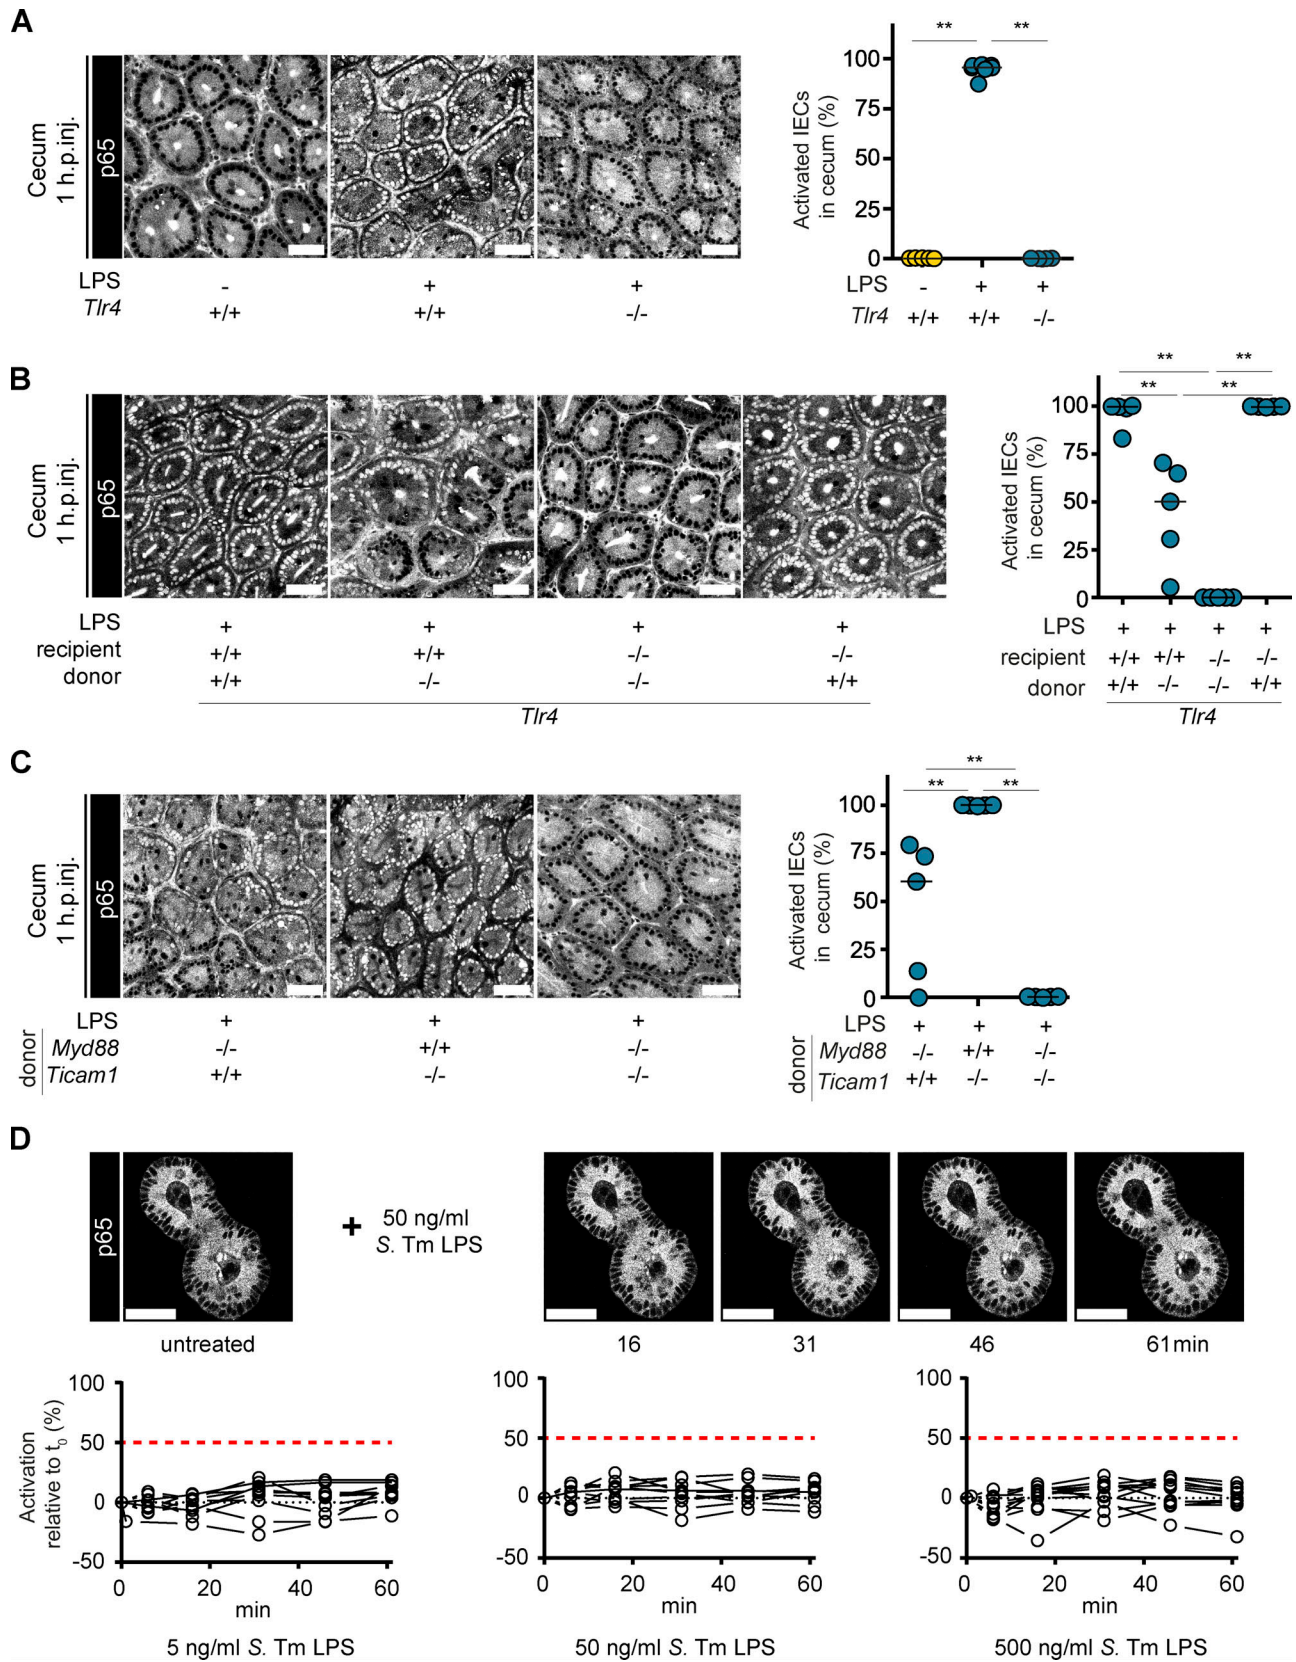 A
Cecum
1 h.p.inj.
p65
LPS - + +
Tlr4 +/+ +/+ -/-
Activated IECs
in cecum (%)
** **
100
75
50
25
0
LPS - + +
Tlr4 +/+ +/+ -/-
B
Cecum
1 h.p.inj.
p65
LPS + + + +
recipient +/+ +/+ -/- -/-
donor +/+ -/- -/- +/+
Tlr4
Activated IECs
in cecum (%)
** **
** **
100
75
50
25
0
LPS + + + +
recipient +/+ +/+ -/- -/-
donor +/+ -/- -/- +/+
Tlr4
C
Cecum
1 h.p.inj.
p65
LPS + + +
donor
Myd88 -/- +/+ -/-
Ticam1 +/+ -/- -/-
Activated IECs
in cecum (%)
**
** **
100
75
50
25
0
LPS + + +
donor
Myd88 -/- +/+ -/-
Ticam1 +/+ -/- -/-
D
p65
+ 50 ng/ml
S. Tm LPS
untreated 16 31 46 61min
Activation
relative to t0 (%)
100
50
0
-50
0 20 40 60
min
5 ng/ml S. Tm LPS
100
50
0
-50
0 20 40 60
min
50 ng/ml S. Tm LPS
100
50
0
-50
0 20 40 60
min
500 ng/ml S. Tm LPS